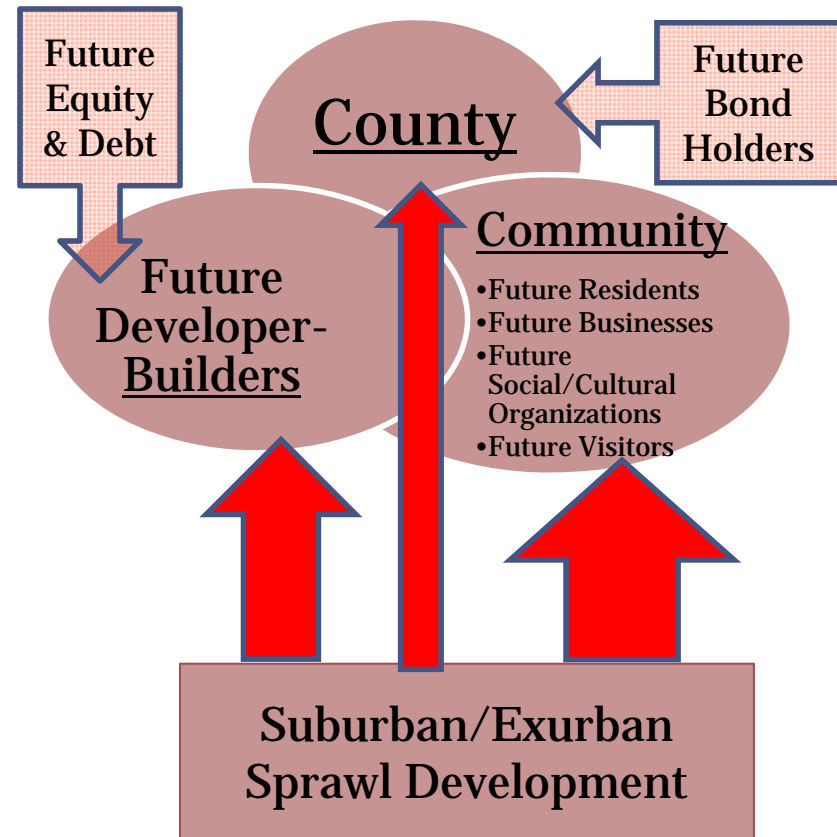 Future
Equity
& Debt
County
Future
Bond
Holders
Future
Developer-
Builders
Community
•Future Residents
•Future Businesses
•Future
Social/Cultural
Organizations
•Future Visitors
Suburban/Exurban
Sprawl Development